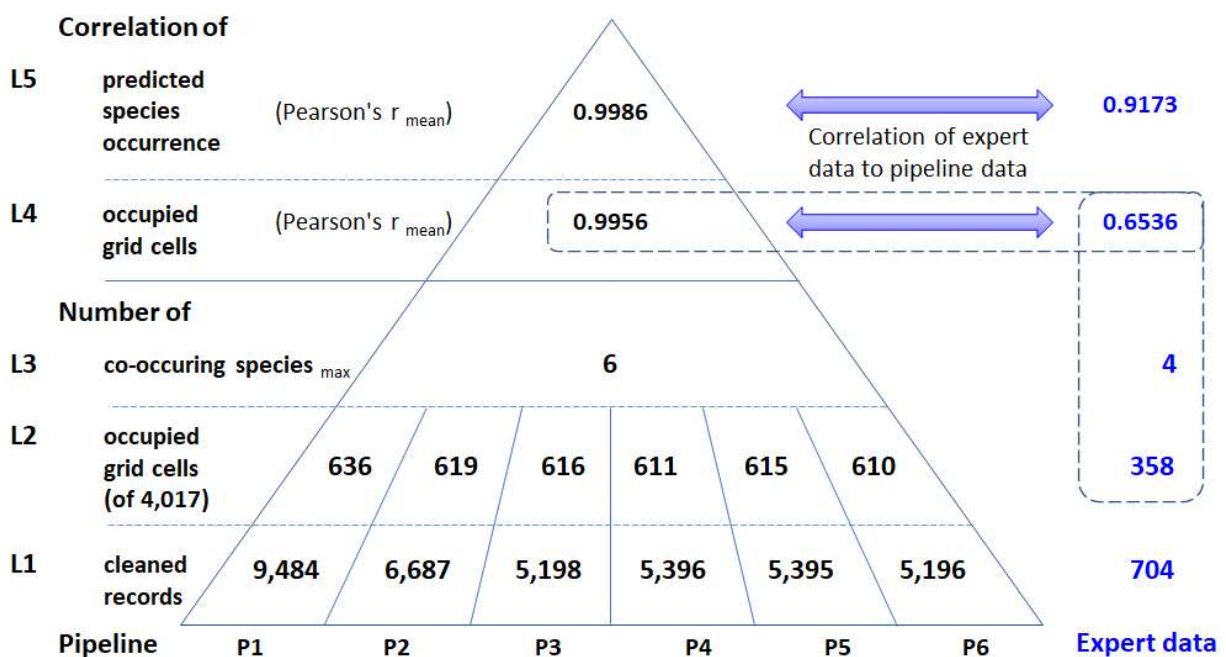 Correlation of
L5 predicted species occurrence (Pearson's r mean) 0.9986 0.9173
Correlation of expert data to pipeline data
L4 occupied grid cells (Pearson's r mean) 0.9956 0.6536
Number of
L3 co-occuring species max 6 4
L2 occupied grid cells (of 4,017) 636 619 616 611 615 610 358
L1 cleaned records 9,484 6,687 5,198 5,396 5,395 5,196 704
Pipeline P1 P2 P3 P4 P5 P6 Expert data